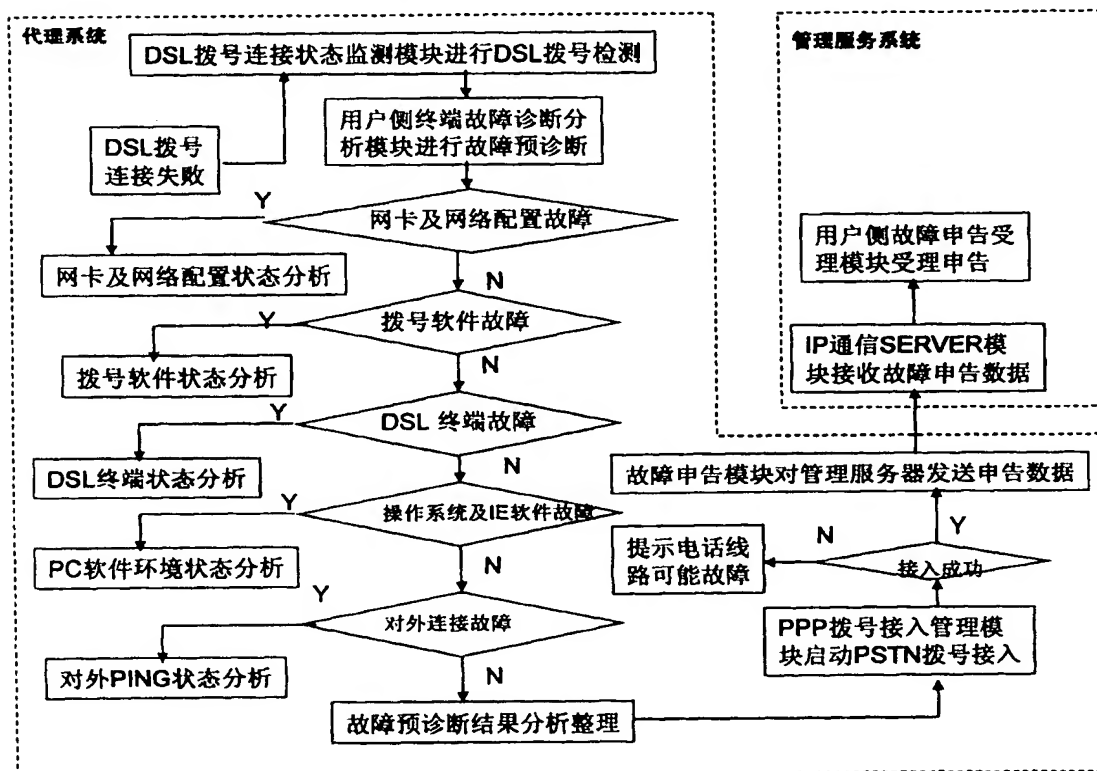 代理系统
管理服务系统
DSL拨号连接状态监测模块进行DSL拨号检测
用户侧终端故障诊断分
析模块进行故障预诊断
DSL拨号
连接失败
Y
网卡及网络配置故障
网卡及网络配置状态分析
N
Y
拨号软件故障
拨号软件状态分析
N
Y
DSL 终端故障
DSL终端状态分析
N
Y
操作系统及IE软件故障
PC软件环境状态分析
N
Y
对外连接故障
对外PING状态分析
N
故障预诊断结果分析整理
PPP拨号接入管理模
块启动PSTN拨号接入
接入成功
N
提示电话线
路可能故障
Y
故障申告模块对管理服务器发送申告数据
IP通信SERVER模
块接收故障申告数据
用户侧故障申告受
理模块受理申告